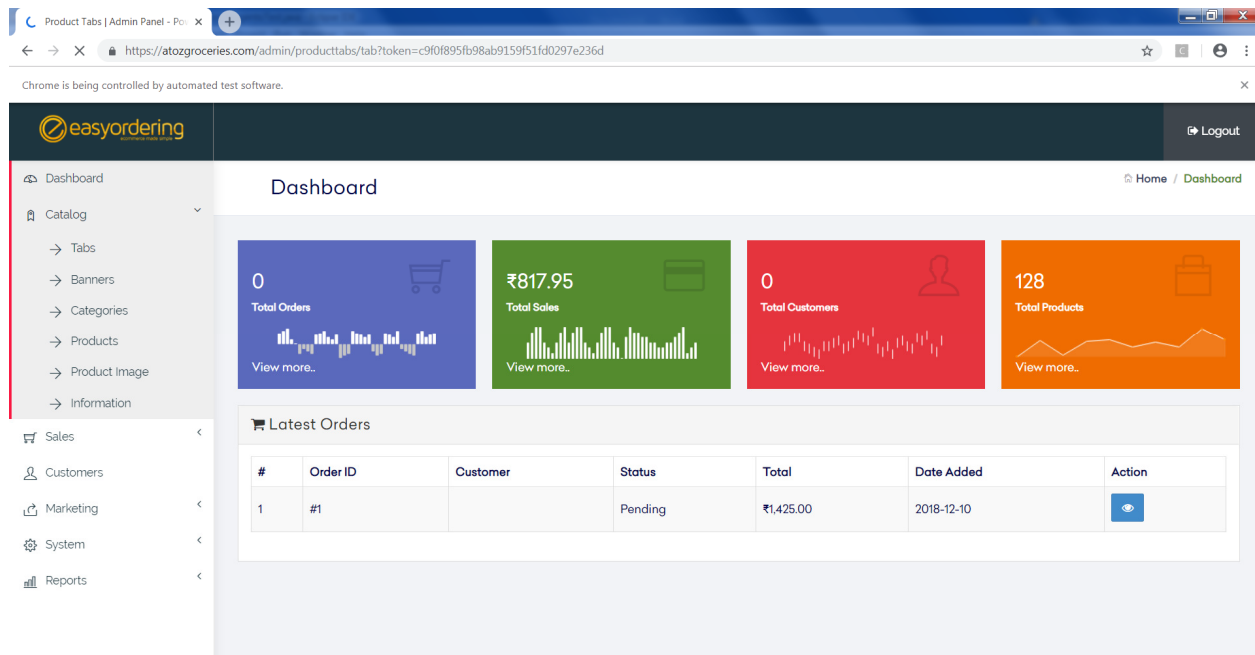 Product Tabs | Admin Panel - Po
https://atozgroceries.com/admin/producttabs/tab?token=c9f0f895fb98ab9159f51fd0297e236d
Chrome is being controlled by automated test software.
easyordering
ecommerce made simple
Logout
Dashboard
Catalog
Tabs
Banners
Categories
Products
Product Image
Information
Sales
Customers
Marketing
System
Reports
Dashboard
Home / Dashboard
0
Total Orders
View more..
₹817.95
Total Sales
View more..
0
Total Customers
View more..
128
Total Products
View more..
Latest Orders
# Order ID Customer Status Total Date Added Action
1 #1 Pending ₹1,425.00 2018-12-10